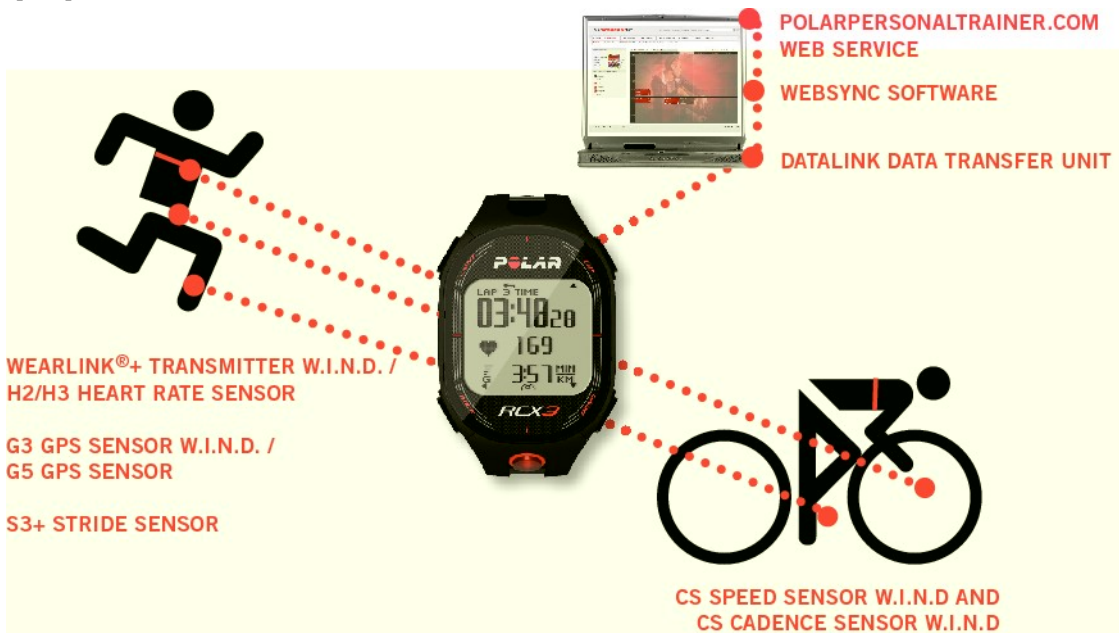 POLARPERSONALTRAINER.COM
WEB SERVICE
WEBSYNC SOFTWARE
DATALINK DATA TRANSFER UNIT
POLAR
LAP 3 TIME
03:48 28
169
3:57 MIN
KM
RCX3
WEARLINK®+ TRANSMITTER W.I.N.D. /
H2/H3 HEART RATE SENSOR
G3 GPS SENSOR W.I.N.D. /
G5 GPS SENSOR
S3+ STRIDE SENSOR
CS SPEED SENSOR W.I.N.D AND
CS CADENCE SENSOR W.I.N.D